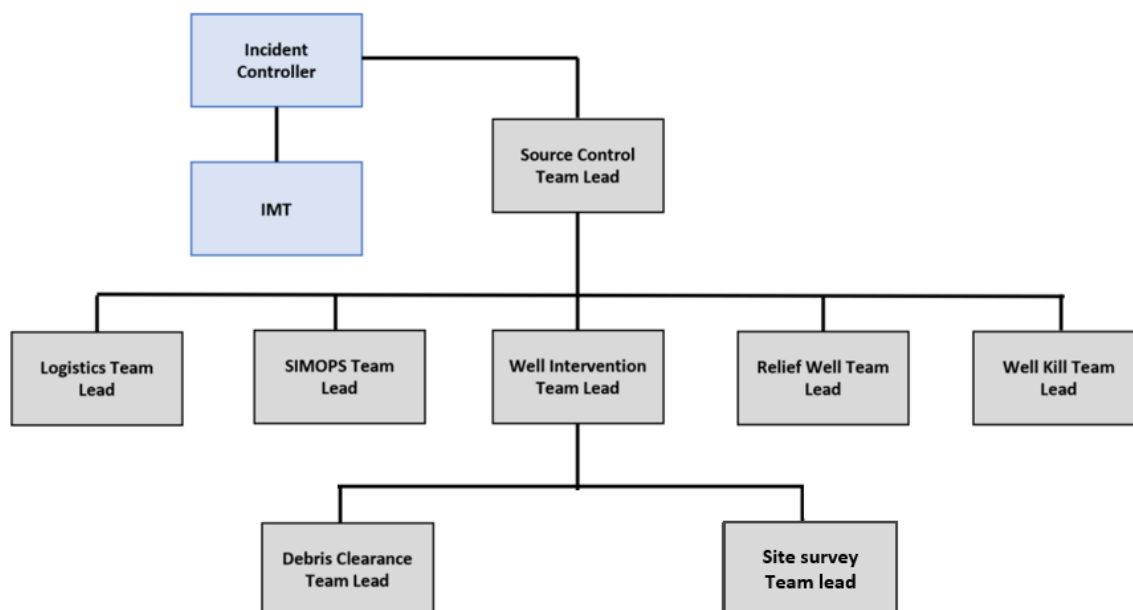 Incident
Controller
Source Control
Team Lead
IMT
Logistics Team
Lead
SIMOPS Team
Lead
Well Intervention
Team Lead
Relief Well Team
Lead
Well Kill Team
Lead
Debris Clearance
Team Lead
Site survey
Team lead